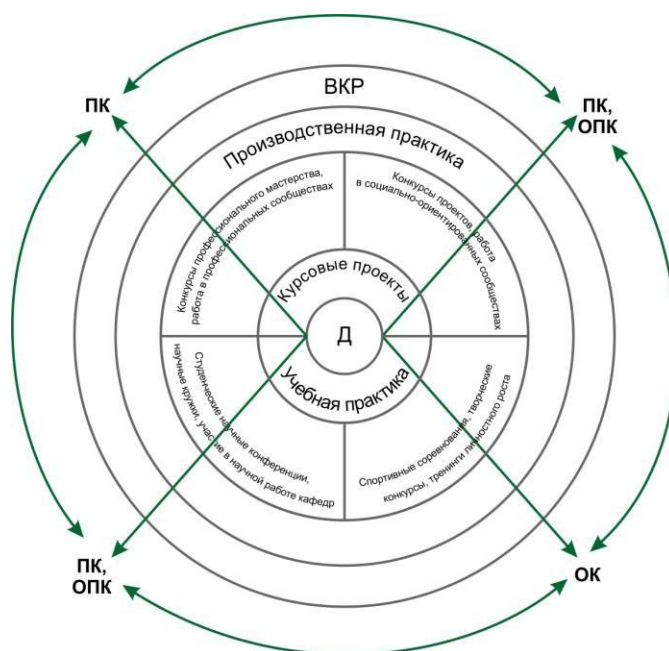 ВКР
ПК
ПК,
ОПК
Производственная практика
Конкурсы профессионального мастерства,
работа в профессиональных сообществах
Конкурсы проектов, работа
в социально-ориентированных сообществах
Курсовые проекты
Д
Учебная практика
Студенческие научные конференции,
научные кружки, участие в научной работе кафедр
Спортивные соревнования, творческие
конкурсы, тренинги личностного роста
ПК,
ОПК
ОК